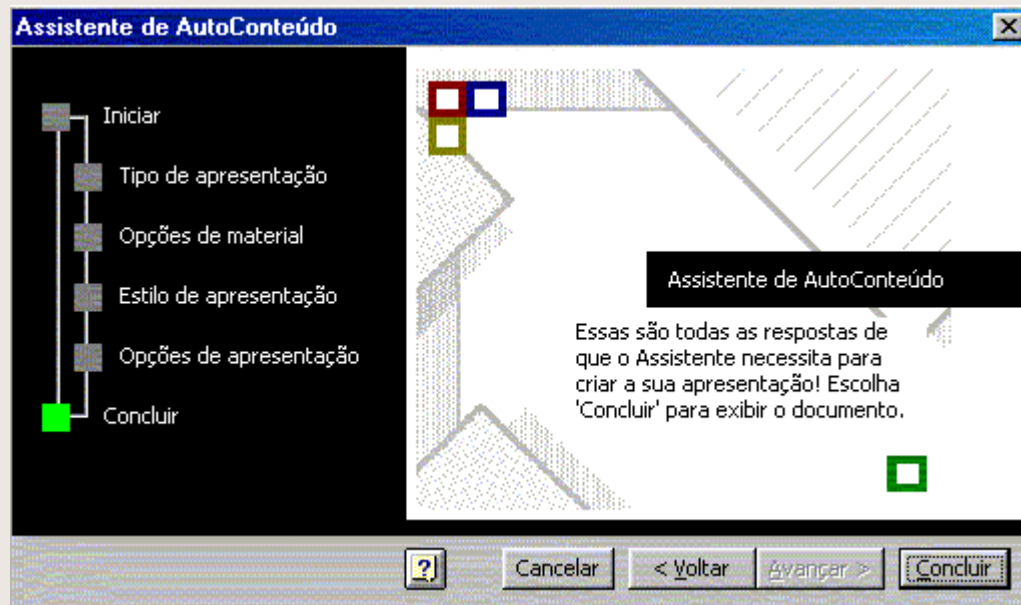 Assistente de AutoConteúdo
Iniciar
Tipo de apresentação
Opções de material
Estilo de apresentação
Opções de apresentação
Concluir
Assistente de AutoConteúdo
Essas são todas as respostas de
que o Assistente necessita para
criar a sua apresentação! Escolha
'Concluir' para exibir o documento.
? Cancelar < Voltar Avançar > Concluir